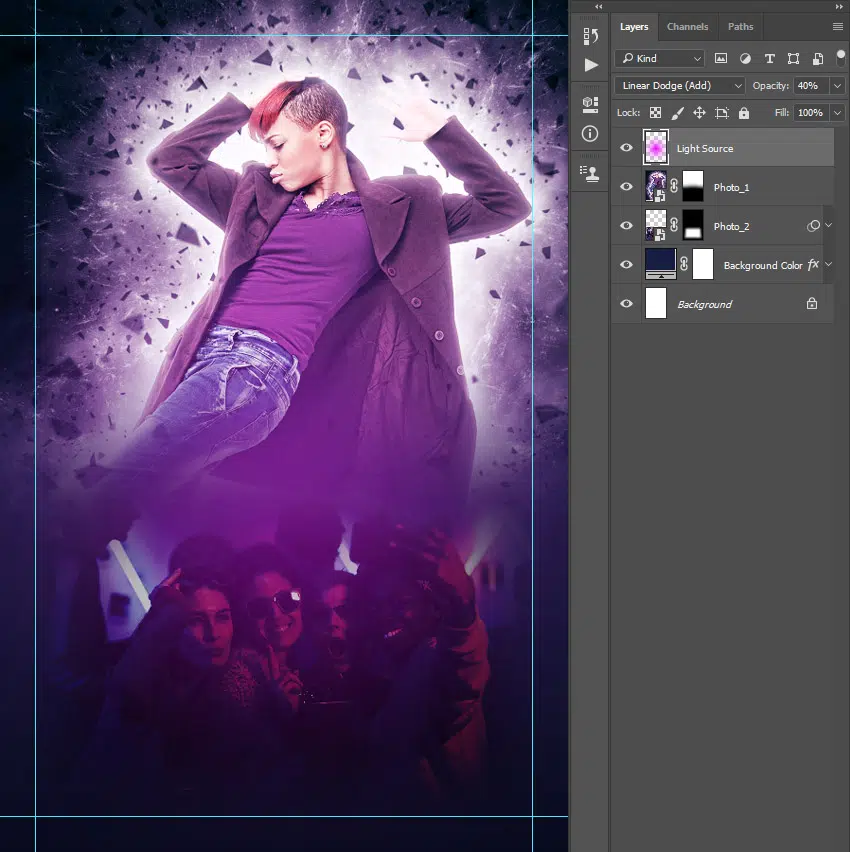 Layers Channels Paths
Kind
Linear Dodge (Add) Opacity: 40%
Lock: Fill: 100%
Light Source
Photo_1
Photo_2
Background Color fx
Background